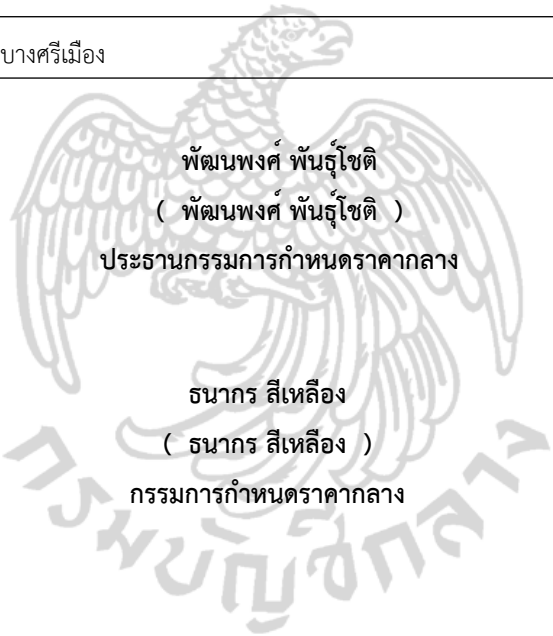 บางศรีเมือง
พัฒนพงศ์ พันธุ์โชติ
( พัฒนพงศ์ พันธุ์โชติ )
ประธานกรรมการกำหนดราคากลาง
ธนากร สีเหลือง
( ธนากร สีเหลือง )
กรรมการกำหนดราคากลาง
กรมบัญชีกลาง